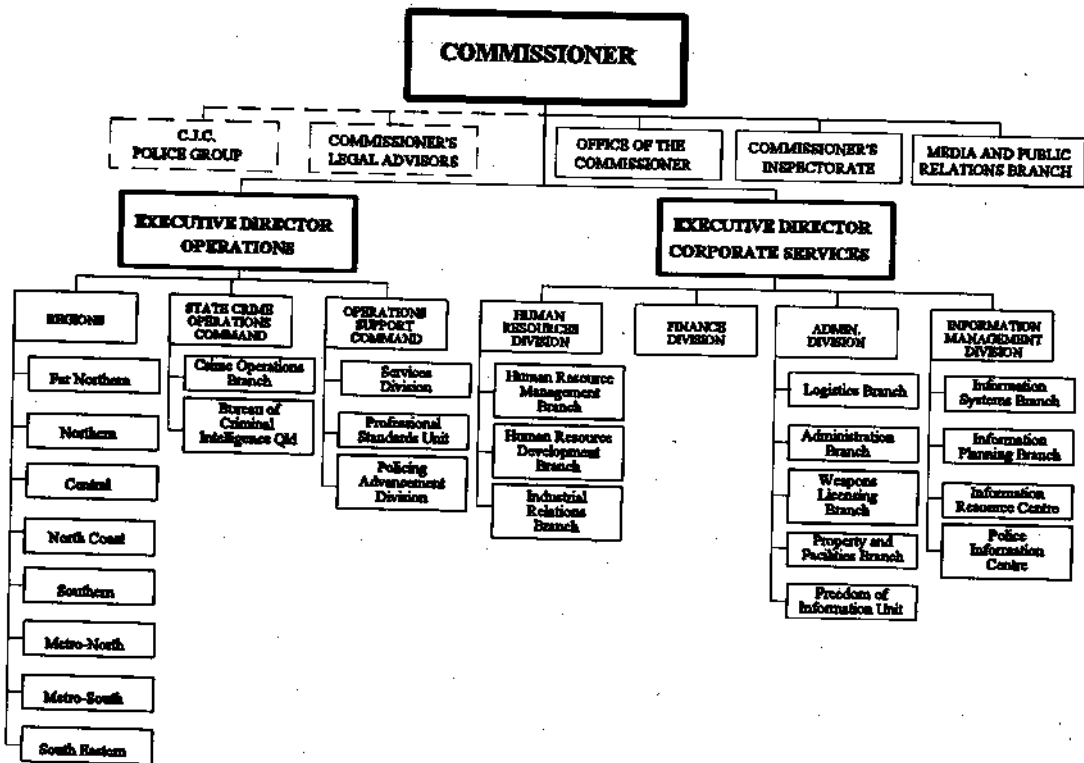 COMMISSIONER
C.J.C.
POLICE GROUP
COMMISSIONER'S
LEGAL ADVISORS
OFFICE OF THE
COMMISSIONER
COMMISSIONER'S
INSPECTORATE
MEDIA AND PUBLIC
RELATIONS BRANCH
EXECUTIVE DIRECTOR
OPERATIONS
EXECUTIVE DIRECTOR
CORPORATE SERVICES
REGIONS
Far Northern
Northern
Central
North Coast
Southern
Metro-North
Metro-South
South Eastern
STATE CRIME
OPERATIONS
COMMAND
Crime Operations
Branch
Bureau of
Criminal
Intelligence Qld
OPERATIONS
SUPPORT
COMMAND
Services
Division
Professional
Standards Unit
Policing
Advancement
Division
HUMAN
RESOURCES
DIVISION
Human Resource
Management
Branch
Human Resource
Development
Branch
Industrial
Relations
Branch
FINANCE
DIVISION
ADMIN.
DIVISION
Logistics Branch
Administration
Branch
Weapons
Licensing
Branch
Property and
Facilities Branch
Freedom of
Information Unit
INFORMATION
MANAGEMENT
DIVISION
Information
Systems Branch
Information
Planning Branch
Information
Resource Centre
Police
Information
Centre